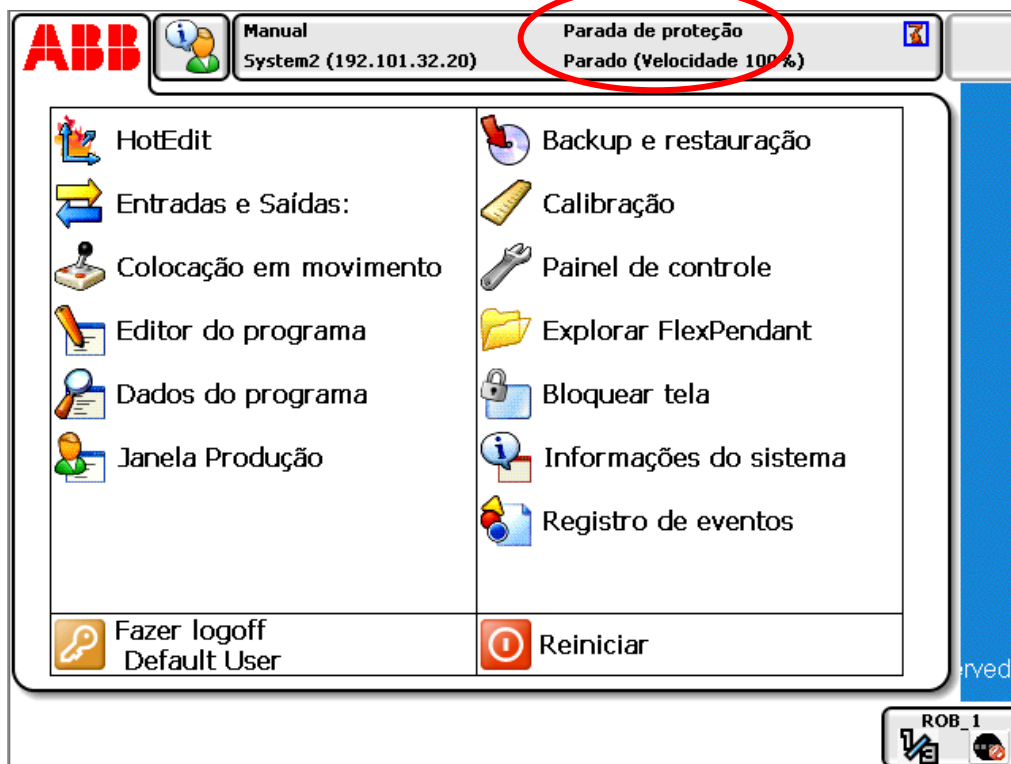 ABB
Manual
System2 (192.101.32.20)
Parada de proteção
Parado (Velocidade 100%)
HotEdit
Entradas e Saídas:
Colocação em movimento
Editor do programa
Dados do programa
Janela Produção
Backup e restauração
Calibração
Painel de controle
Explorar FlexPendant
Bloquear tela
Informações do sistema
Registro de eventos
Fazer logoff
Default User
Reiniciar
rved
ROB_1
1/3